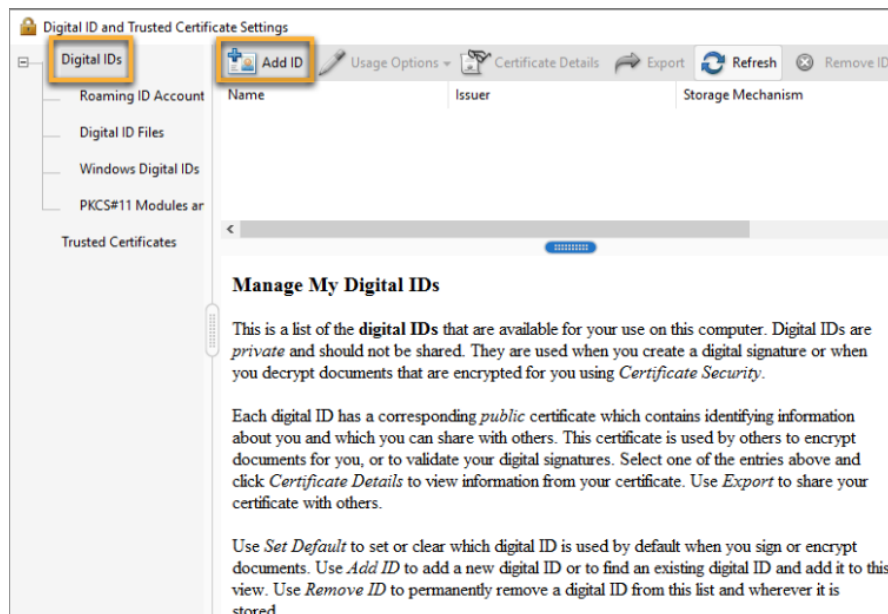 Digital ID and Trusted Certificate Settings
Digital IDs
Add ID Usage Options Certificate Details Export Refresh Remove ID
Roaming ID Account
Digital ID Files
Windows Digital IDs
PKCS#11 Modules an
Trusted Certificates
Name Issuer Storage Mechanism
Manage My Digital IDs
This is a list of the digital IDs that are available for your use on this computer. Digital IDs are
private and should not be shared. They are used when you create a digital signature or when
you decrypt documents that are encrypted for you using Certificate Security.
Each digital ID has a corresponding public certificate which contains identifying information
about you and which you can share with others. This certificate is used by others to encrypt
documents for you, or to validate your digital signatures. Select one of the entries above and
click Certificate Details to view information from your certificate. Use Export to share your
certificate with others.
Use Set Default to set or clear which digital ID is used by default when you sign or encrypt
documents. Use Add ID to add a new digital ID or to find an existing digital ID and add it to this
view. Use Remove ID to permanently remove a digital ID from this list and wherever it is
stored.